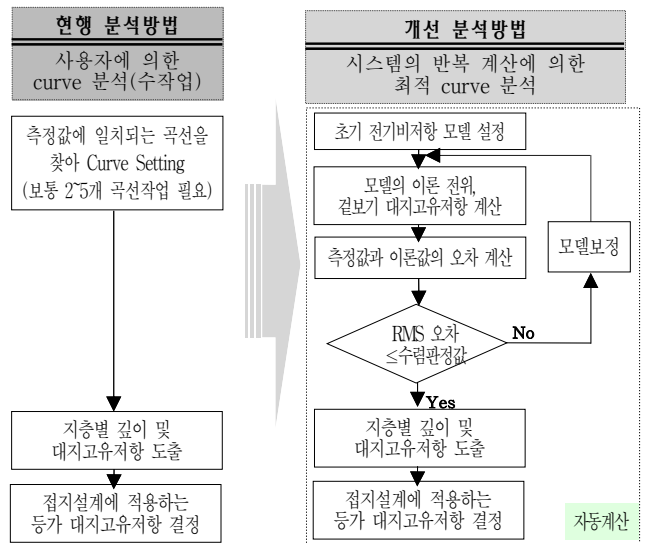 현행 분석방법
사용자에 의한
curve 분석(수작업)
측정값에 일치되는 곡선을
찾아 Curve Setting
(보통 2~5개 곡선작업 필요)
지층별 깊이 및
대지고유저항 도출
접지설계에 적용하는
등가 대지고유저항 결정
개선 분석방법
시스템의 반복 계산에 의한
최적 curve 분석
초기 전기비저항 모델 설정
모델의 이론 전위,
겉보기 대지고유저항 계산
측정값과 이론값의 오차 계산
모델보정
RMS 오차
≤수렴판정값
No
Yes
지층별 깊이 및
대지고유저항 도출
접지설계에 적용하는
등가 대지고유저항 결정
자동계산